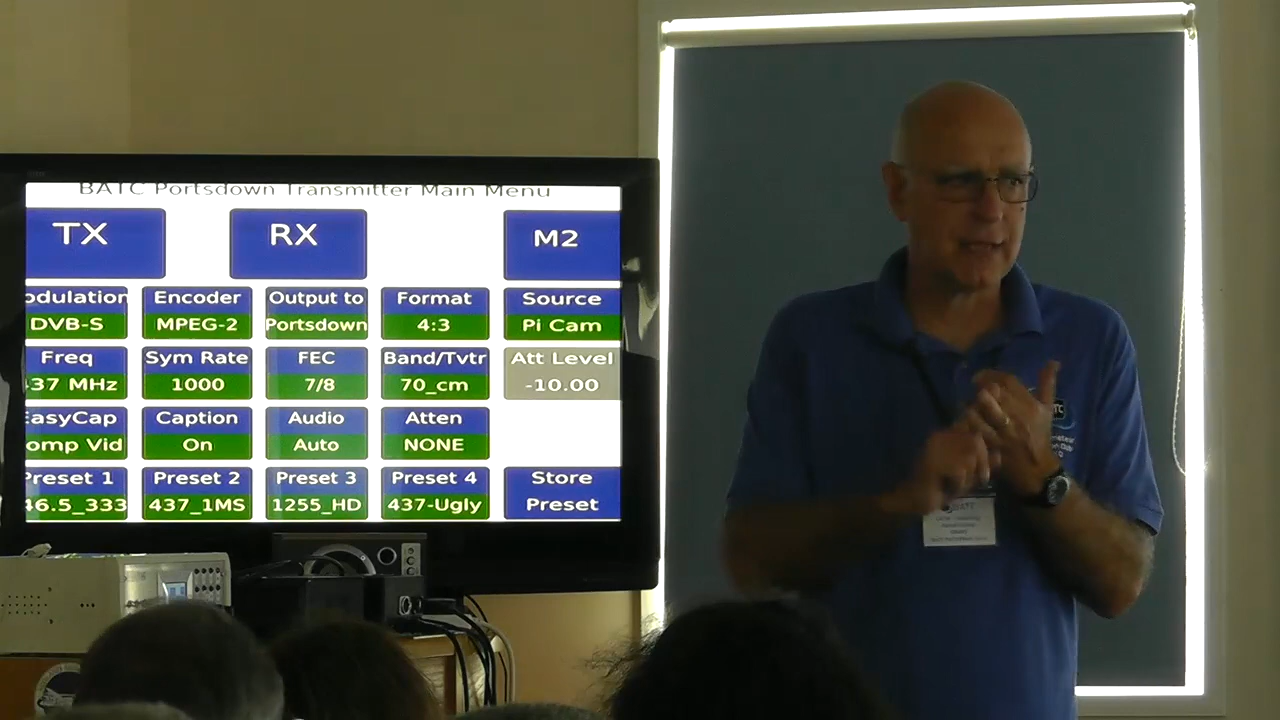 BATC Portsdown Transmitter Main Menu
TX RX M2
odulation Encoder Output to Format Source
DVB-S MPEG-2 Portsdown 4:3 Pi Cam
Freq Sym Rate FEC Band/Tvtr Att Level
37 MHz 1000 7/8 70_cm -10.00
EasyCap Caption Audio Atten
omp Vid On Auto NONE
Preset 1 Preset 2 Preset 3 Preset 4 Store
46.5_333 437_1MS 1255_HD 437-Ugly Preset